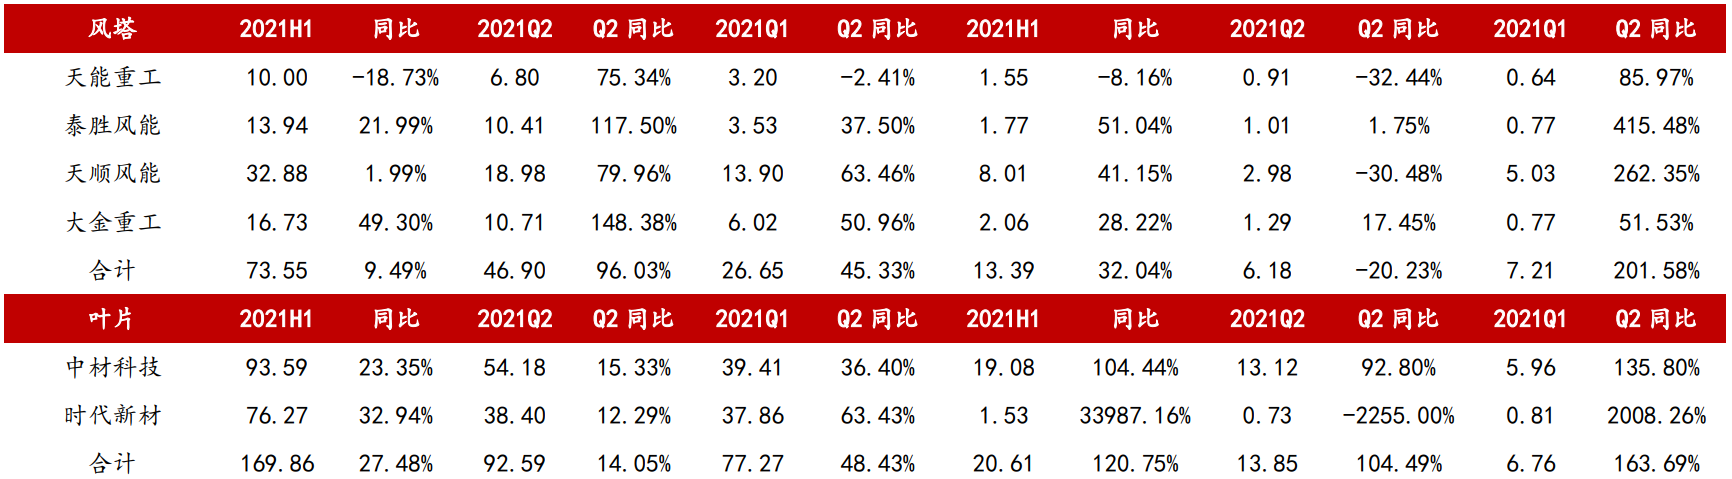 风塔 2021H1 同比 2021Q2 Q2 同比 2021Q1 Q2 同比 2021H1 同比 2021Q2 Q2 同比 2021Q1 Q2 同比
天能重工 10.00 -18.73% 6.80 75.34% 3.20 -2.41% 1.55 -8.16% 0.91 -32.44% 0.64 85.97%
泰胜风能 13.94 21.99% 10.41 117.50% 3.53 37.50% 1.77 51.04% 1.01 1.75% 0.77 415.48%
天顺风能 32.88 1.99% 18.98 79.96% 13.90 63.46% 8.01 41.15% 2.98 -30.48% 5.03 262.35%
大金重工 16.73 49.30% 10.71 148.38% 6.02 50.96% 2.06 28.22% 1.29 17.45% 0.77 51.53%
合计 73.55 9.49% 46.90 96.03% 26.65 45.33% 13.39 32.04% 6.18 -20.23% 7.21 201.58%
叶片 2021H1 同比 2021Q2 Q2 同比 2021Q1 Q2 同比 2021H1 同比 2021Q2 Q2 同比 2021Q1 Q2 同比
中材科技 93.59 23.35% 54.18 15.33% 39.41 36.40% 19.08 104.44% 13.12 92.80% 5.96 135.80%
时代新材 76.27 32.94% 38.40 12.29% 37.86 63.43% 1.53 33987.16% 0.73 -2255.00% 0.81 2008.26%
合计 169.86 27.48% 92.59 14.05% 77.27 48.43% 20.61 120.75% 13.85 104.49% 6.76 163.69%